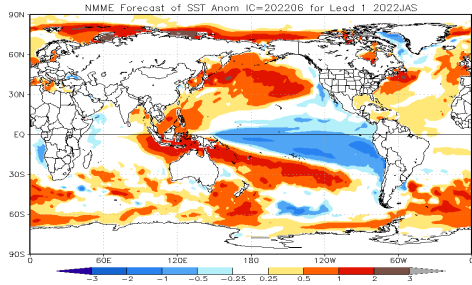 NMME Forecast of SST Anom IC=202206 for Lead 1 2022JAS
90N
60N
30N
EQ
30S
60S
90S
0 60E 120E 180 120W 60W 0
-3 -2 -1 -0.5 -0.25 0.25 0.5 1 2 3